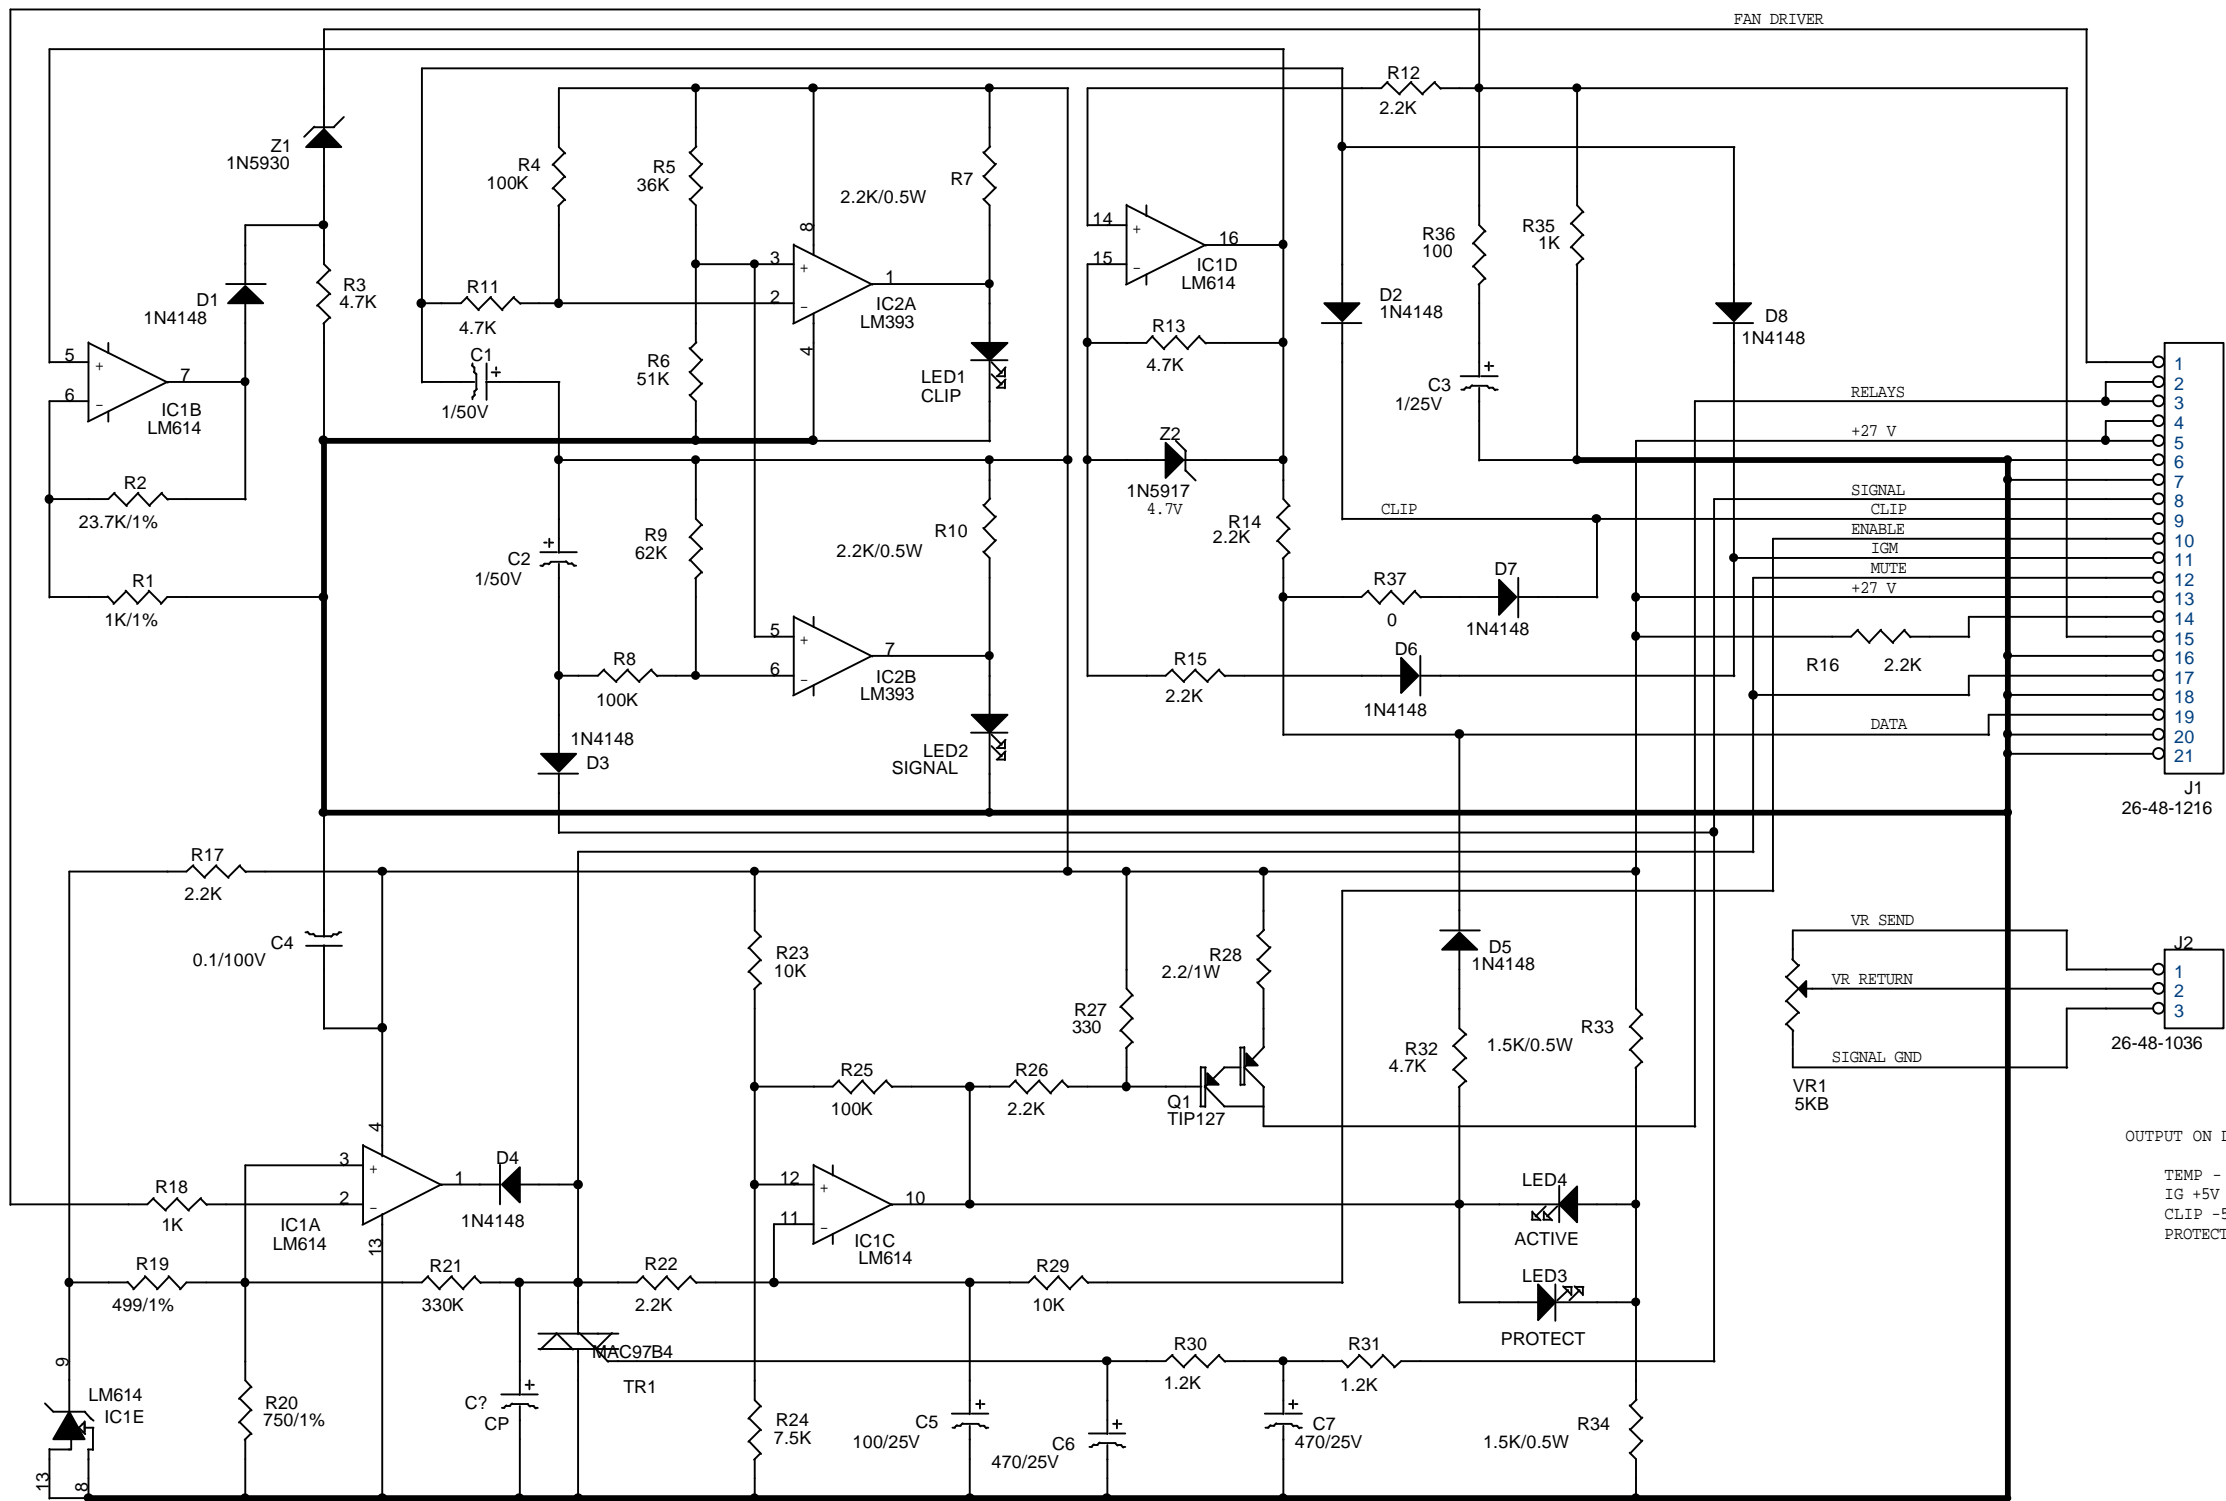 FAN DRIVER
R12
2.2K
Z1
1N5930
R4
100K
R5
36K
2.2K/0.5W
R7
8
3
2
1
4
IC2A
LM393
14
15
16
IC1D
LM614
R36
100
R35
1K
R3
4.7K
D1
1N4148
R11
4.7K
D2
1N4148
D8
1N4148
R13
4.7K
C1
1/50V
R6
51K
LED1
CLIP
C3
1/25V
5
6
7
IC1B
LM614
RELAYS
+27 V
Z2
1N5917
4.7V
R2
23.7K/1%
R9
62K
2.2K/0.5W
R10
R14
2.2K
CLIP
SIGNAL
CLIP
ENABLE
IGM
MUTE
+27 V
C2
1/50V
R1
1K/1%
R37
0
D7
1N4148
5
6
7
IC2B
LM393
R8
100K
R15
2.2K
D6
1N4148
R16
2.2K
DATA
1N4148
D3
LED2
SIGNAL
1
2
3
4
5
6
7
8
9
10
11
12
13
14
15
16
17
18
19
20
21
J1
26-48-1216
R17
2.2K
C4
0.1/100V
R23
10K
R28
2.2/1W
D5
1N4148
R27
330
R32
4.7K
1.5K/0.5W
R33
VR SEND
VR RETURN
SIGNAL GND
VR1
5KB
J2
1
2
3
26-48-1036
R25
100K
R26
2.2K
Q1
TIP127
OUTPUT ON
TEMP -
IG +5V
CLIP
PROTECT
4
3
2
1
13
IC1A
LM614
R18
1K
D4
1N4148
12
11
10
IC1C
LM614
LED4
ACTIVE
LED3
PROTECT
R19
499/1%
R21
330K
R22
2.2K
R29
10K
MAC97B4
TR1
R30
1.2K
R31
1.2K
9
LM614
IC1E
13
8
R20
750/1%
C?
CP
R24
7.5K
C5
100/25V
C6
470/25V
C7
470/25V
1.5K/0.5W
R34